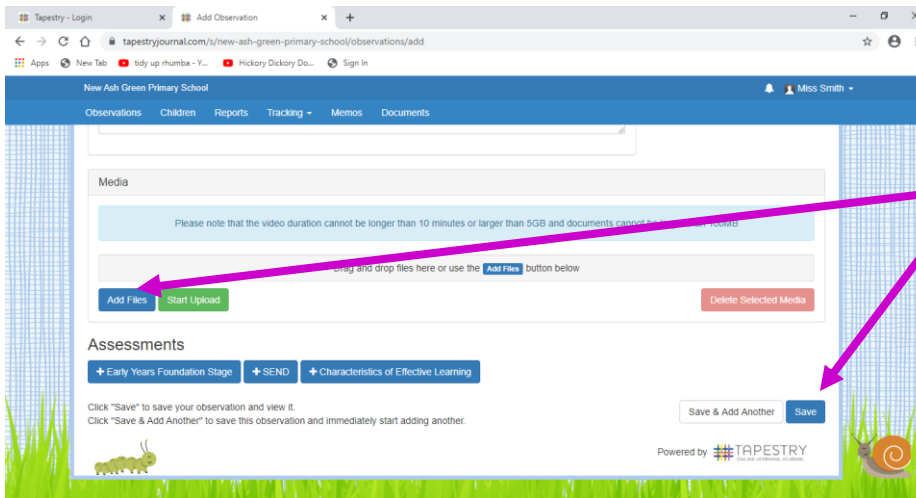 Tapestry - Login
Add Observation
tapestryjournal.com/s/new-ash-green-primary-school/observations/add
Apps New Tab tidy up rhumba - Y... Hickory Dickory Do... Sign In
New Ash Green Primary School Miss Smith
Observations Children Reports Tracking Memos Documents
Media
Please note that the video duration cannot be longer than 10 minutes or larger than 5GB and documents cannot 100MB
Drag and drop files here or use the Add Files button below
Add Files Start Upload Delete Selected Media
Assessments
+ Early Years Foundation Stage + SEND + Characteristics of Effective Learning
Click "Save" to save your observation and view it.
Click "Save & Add Another" to save this observation and immediately start adding another.
Save & Add Another Save
Powered by TAPESTRY
ONLINE LEARNING JOURNAL